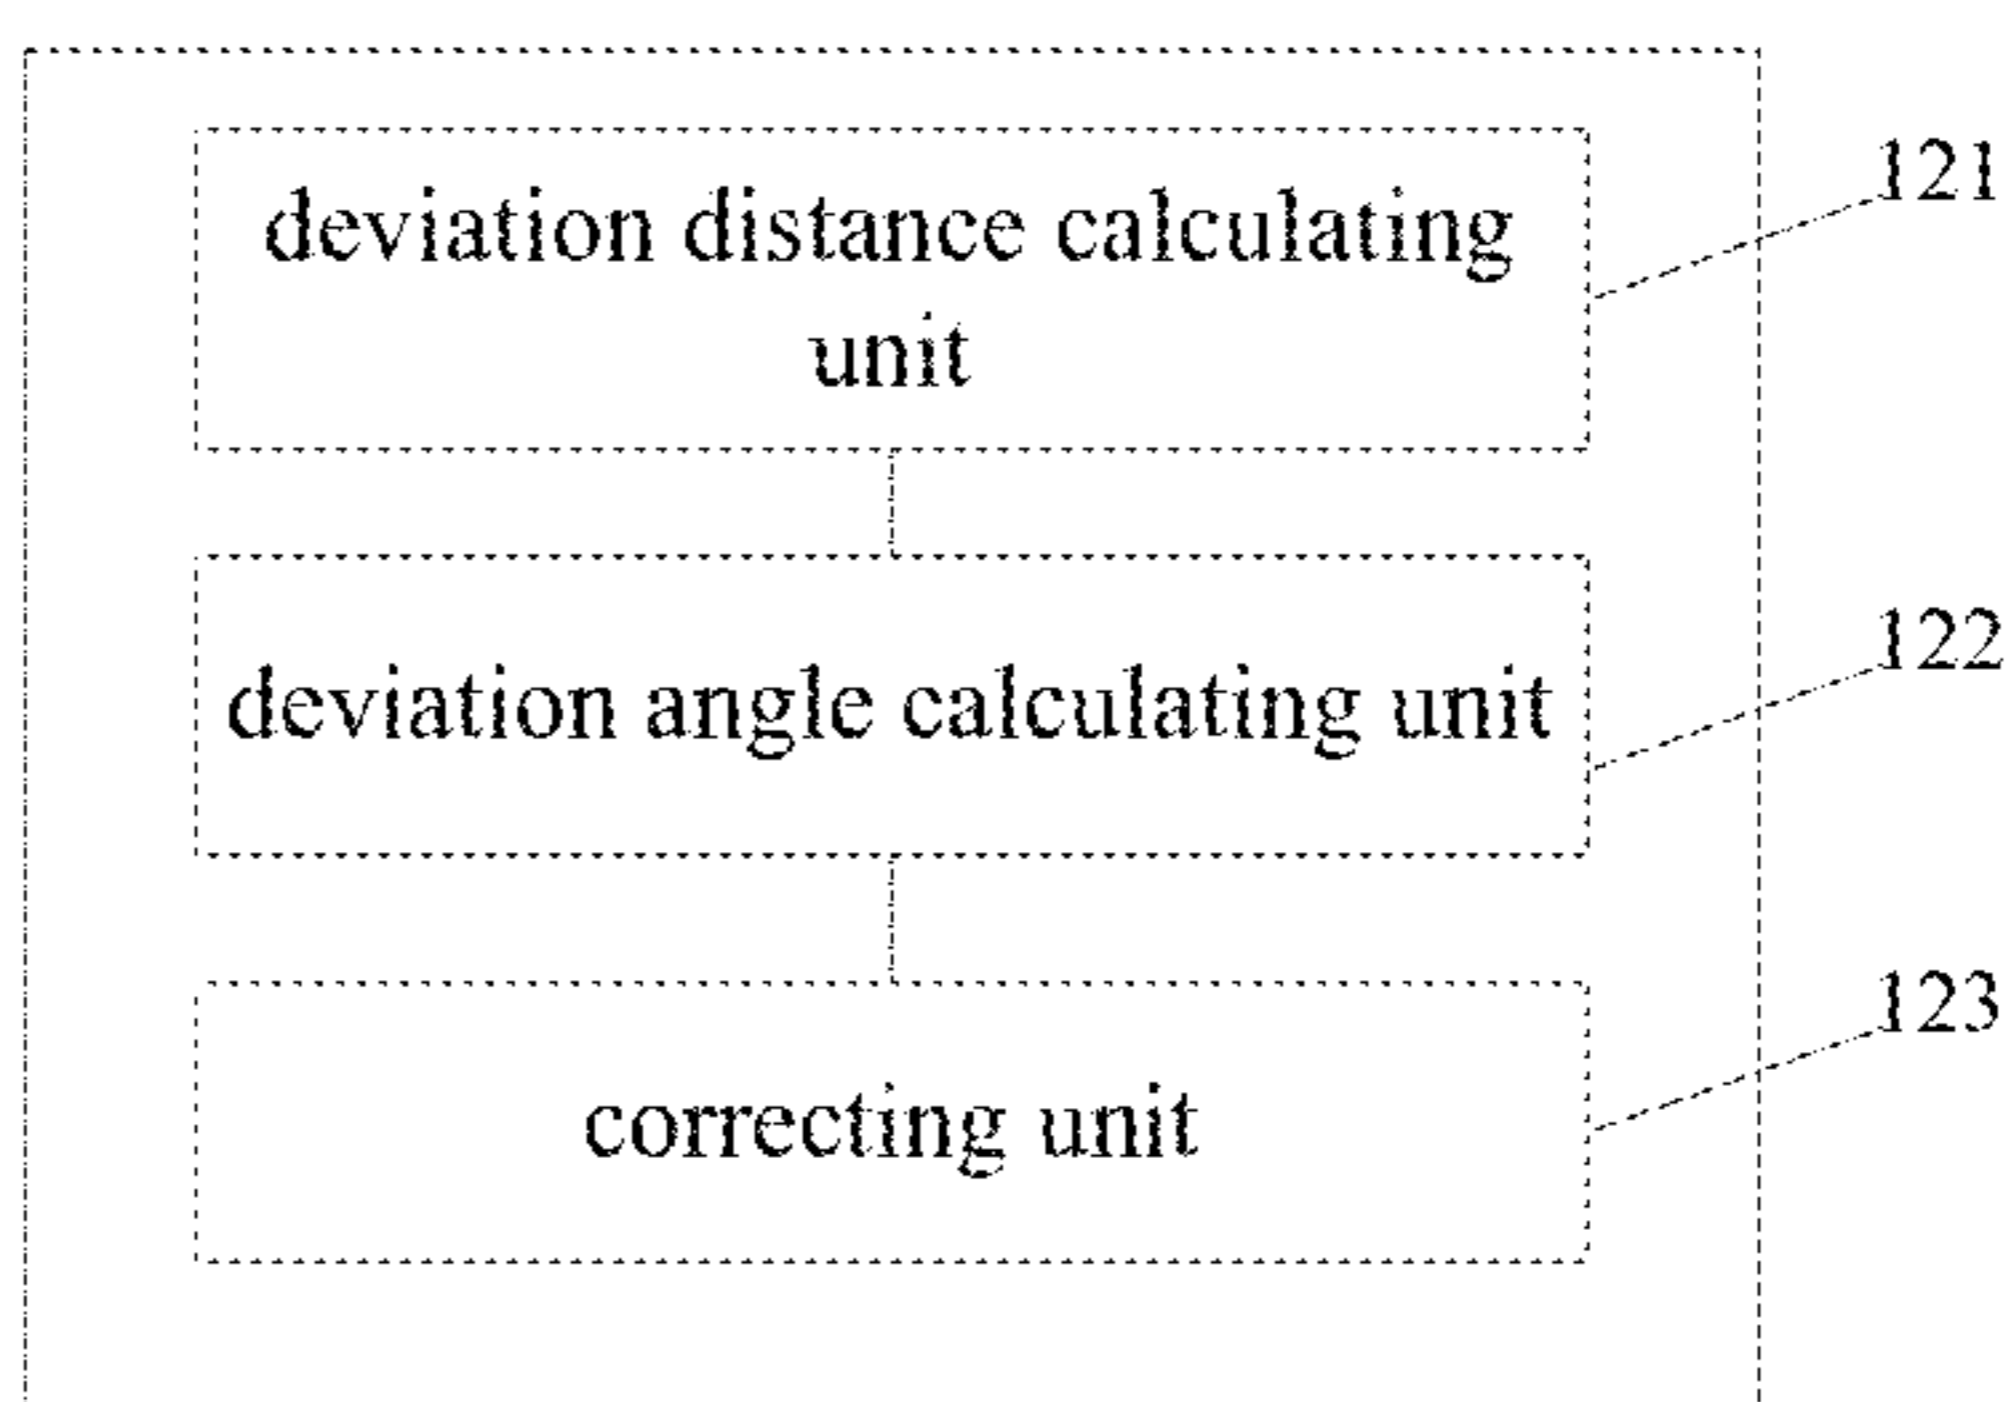 121
deviation distance calculating
unit
122
deviation angle calculating unit
123
correcting unit